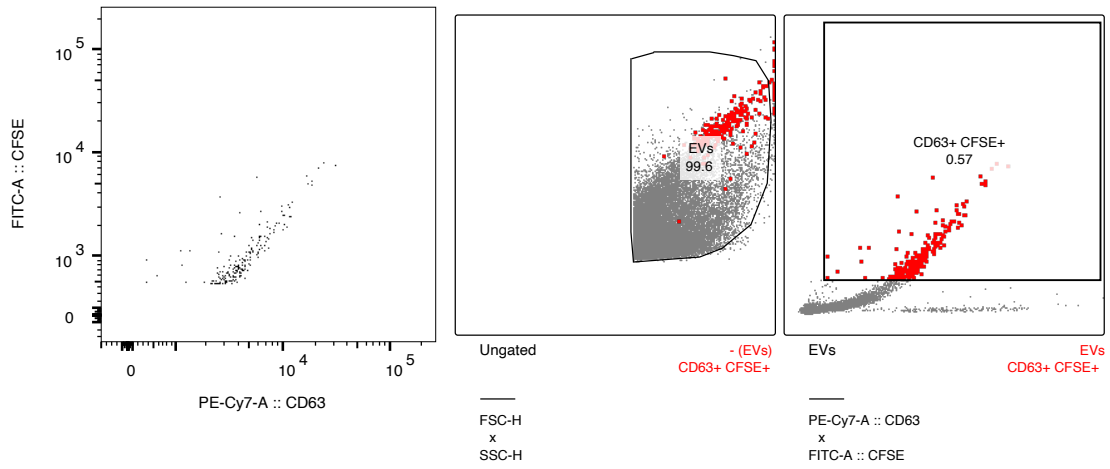 10^5
10^4
10^3
0
FITC-A :: CFSE
0
10^4
10^5
PE-Cy7-A :: CD63
EVs
99.6
Ungated
- (EVs)
CD63+ CFSE+
FSC-H
x
SSC-H
CD63+ CFSE+
0.57
EVs
EVs
CD63+ CFSE+
PE-Cy7-A :: CD63
x
FITC-A :: CFSE